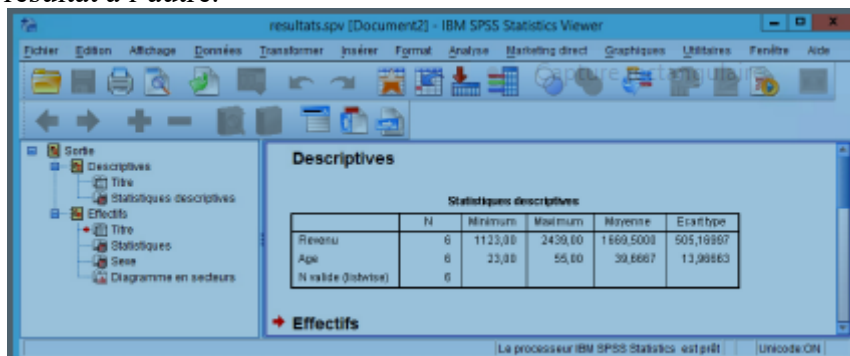 résultat à l'autre.
resultats.spv [Document2] - IBM SPSS Statistics Viewer
Fichier Edition Affichage Données Transformer Insérer Format Analyse Marketing direct Graphiques Utilitaires Fenêtre Aide
Capture rectangulaire
Sortie
Descriptives
Titre
Statistiques descriptives
Effectifs
Titre
Statistiques
Sexe
Diagramme en secteurs
Descriptives
Statistiques descriptives
N Minimum Maximum Moyenne Ecart type
Revenu 6 1123,00 2439,00 1669,5000 505,16997
Age 6 23,00 55,00 39,6667 13,96663
N valide (listwise) 6
Effectifs
Le processeur IBM SPSS Statistics est prêt Unicode:ON